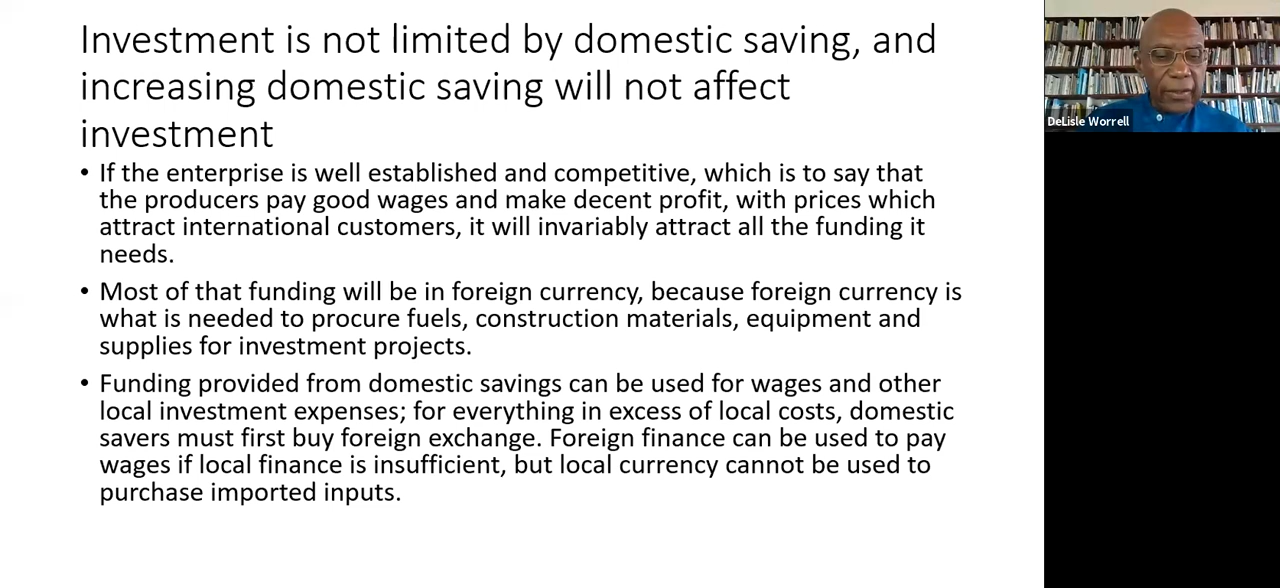 Investment is not limited by domestic saving, and
increasing domestic saving will not affect
investment
• If the enterprise is well established and competitive, which is to say that
the producers pay good wages and make decent profit, with prices which
attract international customers, it will invariably attract all the funding it
needs.
• Most of that funding will be in foreign currency, because foreign currency is
what is needed to procure fuels, construction materials, equipment and
supplies for investment projects.
• Funding provided from domestic savings can be used for wages and other
local investment expenses; for everything in excess of local costs, domestic
savers must first buy foreign exchange. Foreign finance can be used to pay
wages if local finance is insufficient, but local currency cannot be used to
purchase imported inputs.
DeLisle Worrell